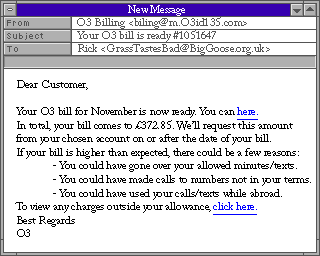 New Message
From O3 Billing <biling@m.O3id135.com>
Subject Your O3 bill is ready #1051647
To Rick <GrassTastesBad@BigGoose.org.uk>
Dear Customer,
Your O3 bill for November is now ready. You can here.
In total, your bill comes to £372.85. We'll request this amount
from your chosen account on or after the date of your bill.
If your bill is higher than expected, there could be a few reasons:
- You could have gone over your allowed minutes/texts.
- You could have made calls to numbers not in your terms.
- You could have used your calls/texts while abroad.
To view any charges outside your allowance, click here.
Best Regards
O3